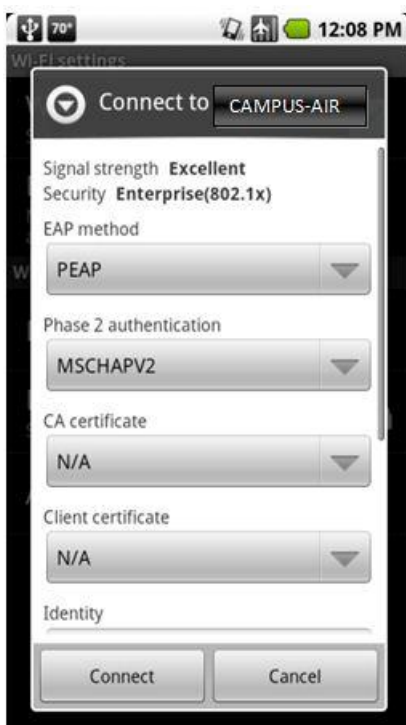 70°
12:08 PM
Wi-Fi settings
Connect to CAMPUS-AIR
Signal strength Excellent
Security Enterprise(802.1x)
EAP method
PEAP
Phase 2 authentication
MSCHAPV2
CA certificate
N/A
Client certificate
N/A
Identity
Connect
Cancel